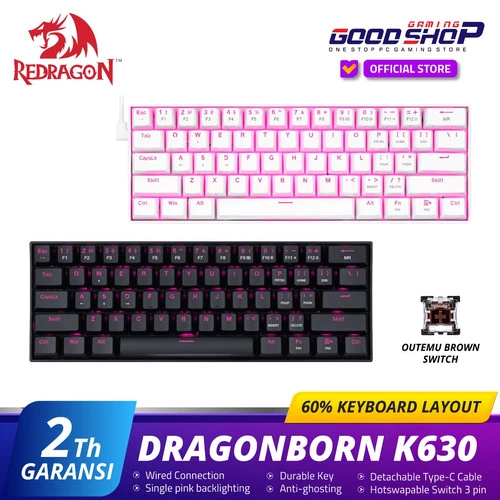 REDRAGON
GAMING
GOOD SHOP
ONE STOP PC GAMING STORE
OFFICIAL STORE
OUTEMU BROWN
SWITCH
60% KEYBOARD LAYOUT
2Th
GARANSI
DRAGONBORN K630
• Wired Connection
• Durable Key
• Detachable Type-C Cable
• Single pink backlighting
• Anti-ghosting
• Hotswapable Switch 3 pin